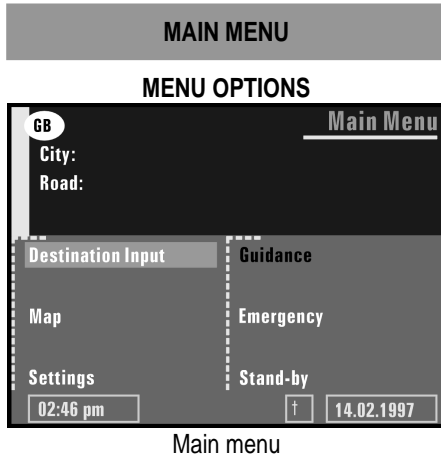 MAIN MENU
MENU OPTIONS
GB
Main Menu
City:
Road:
Destination Input
Guidance
Map
Emergency
Settings
Stand-by
02:46 pm
†
14.02.1997
Main menu